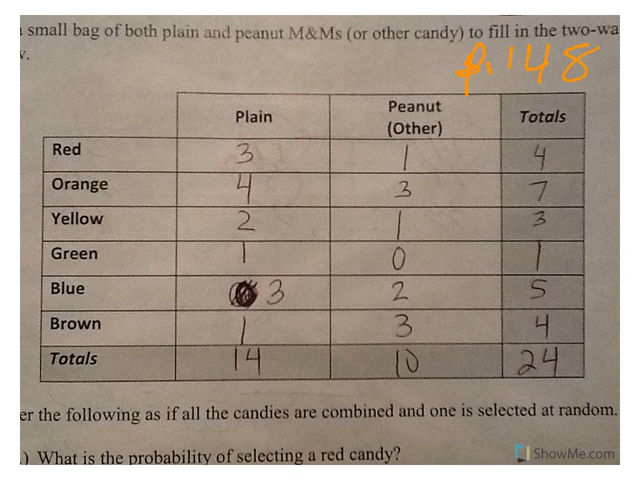 small bag of both plain and peanut M&Ms (or other candy) to fill in the two-wa
p. 148
Plain Peanut (Other) Totals
Red 3 1 4
Orange 4 3 7
Yellow 2 1 3
Green 1 0 1
Blue 3 2 5
Brown 1 3 4
Totals 14 10 24
er the following as if all the candies are combined and one is selected at random.
) What is the probability of selecting a red candy?
ShowMe.com